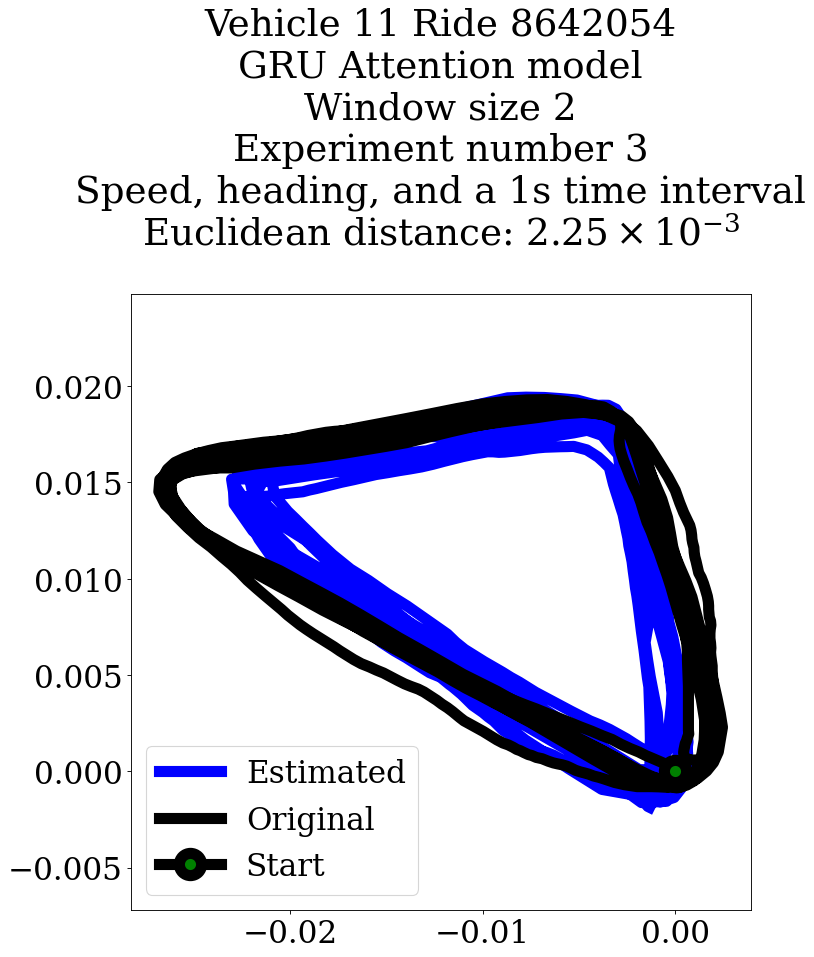 Vehicle 11 Ride 8642054
GRU Attention model
Window size 2
Experiment number 3
Speed, heading, and a 1s time interval
Euclidean distance: 2.25 × 10⁻³
0.020
0.015
0.010
0.005
0.000
−0.005
Estimated
Original
Start
−0.02 −0.01 0.00